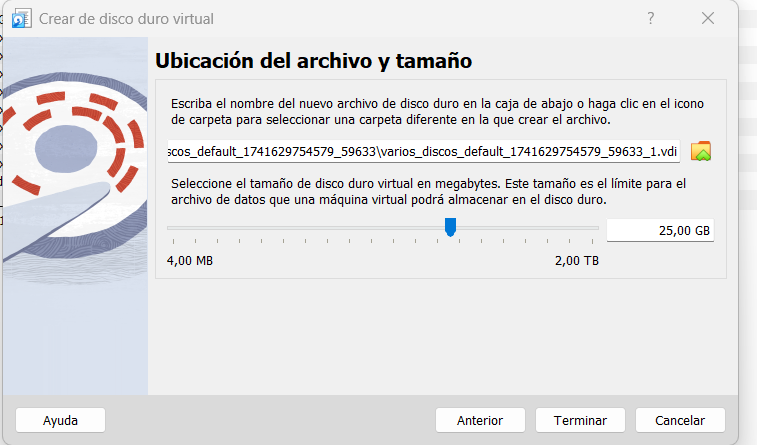 Crear de disco duro virtual
?
Ubicación del archivo y tamaño
Escriba el nombre del nuevo archivo de disco duro en la caja de abajo o haga clic en el icono
de carpeta para seleccionar una carpeta diferente en la que crear el archivo.
scos_default_1741629754579_59633\varios_discos_default_1741629754579_59633_1.vdi
Seleccione el tamaño de disco duro virtual en megabytes. Este tamaño es el límite para el
archivo de datos que una máquina virtual podrá almacenar en el disco duro.
25,00 GB
4,00 MB 2,00 TB
Ayuda Anterior Terminar Cancelar